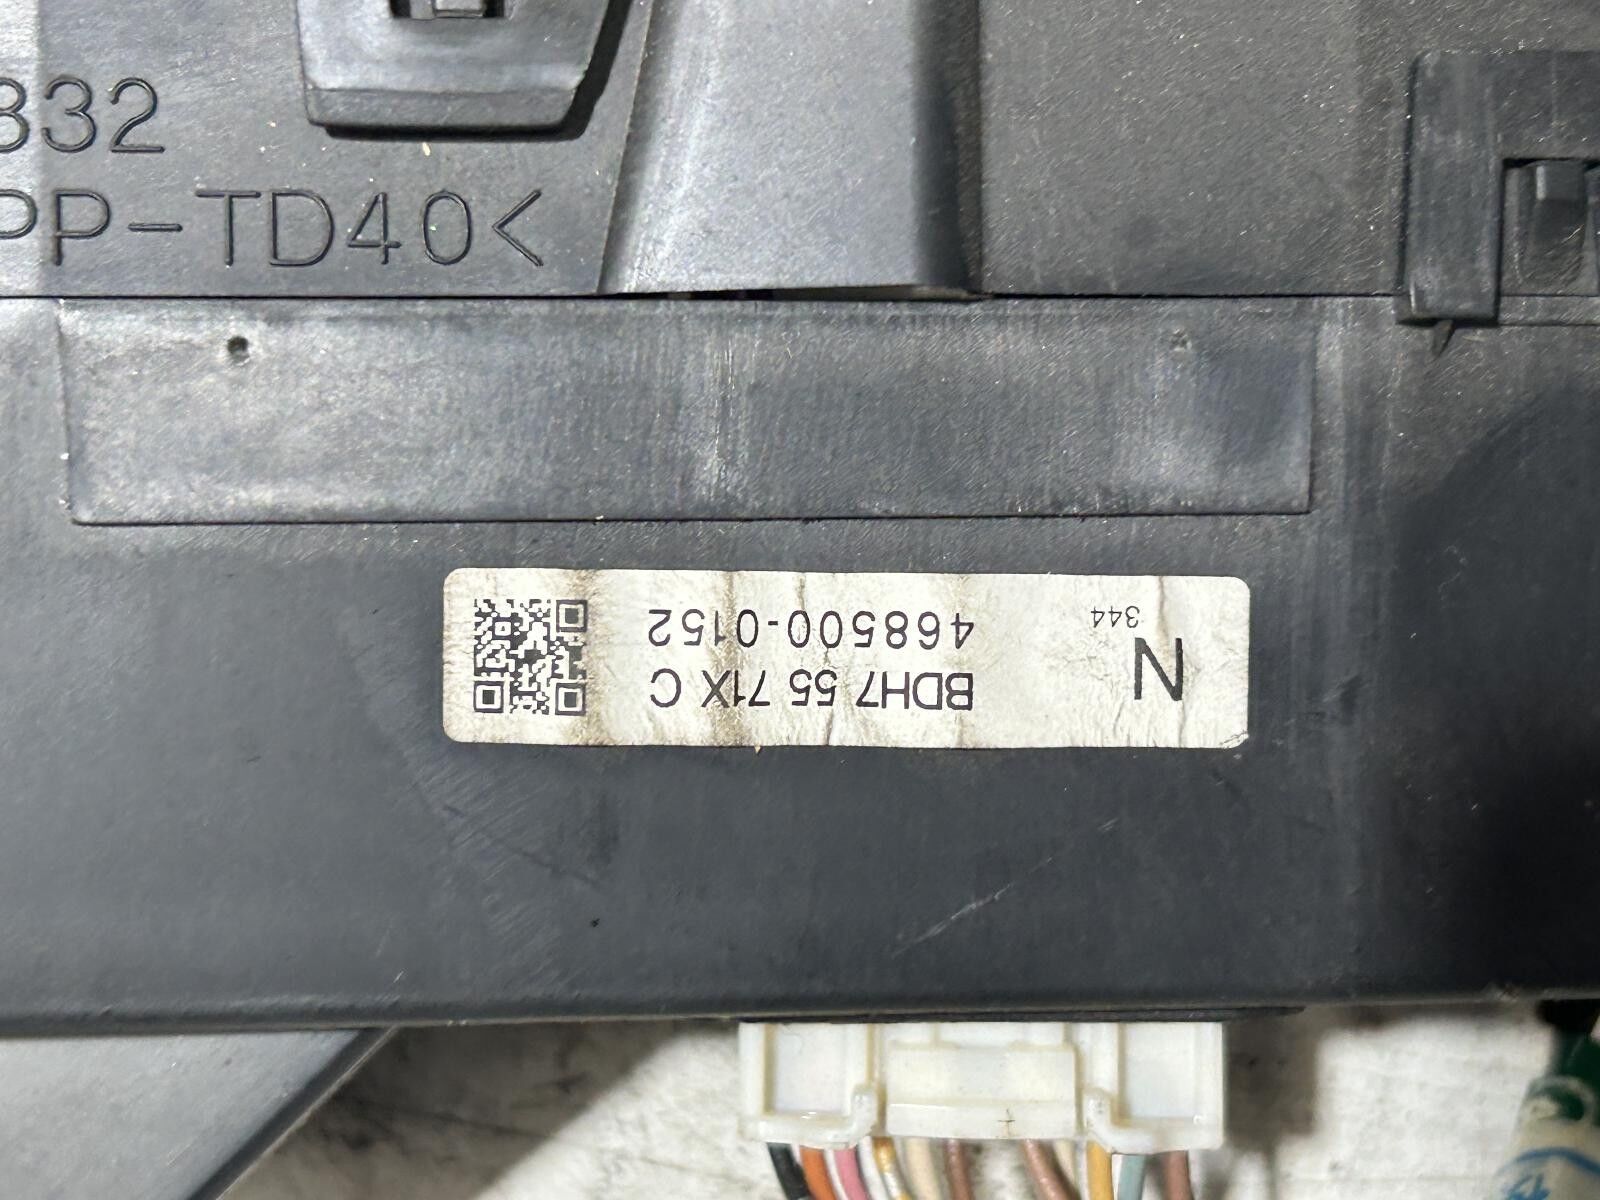 832
PP-TD40<
N
344
BDH7 55 71X C
468500-0152